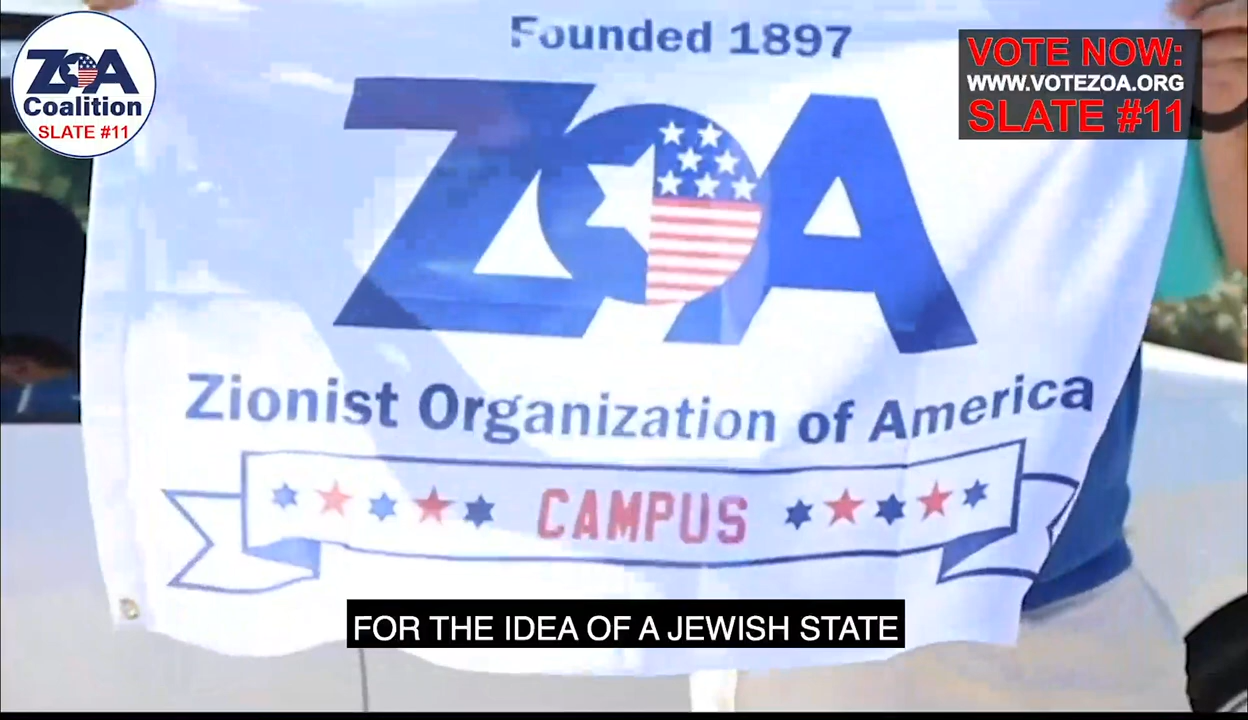 ZOA
Coalition
SLATE #11
VOTE NOW:
WWW.VOTEZOA.ORG
SLATE #11
Founded 1897
ZOA
Zionist Organization of America
CAMPUS
FOR THE IDEA OF A JEWISH STATE